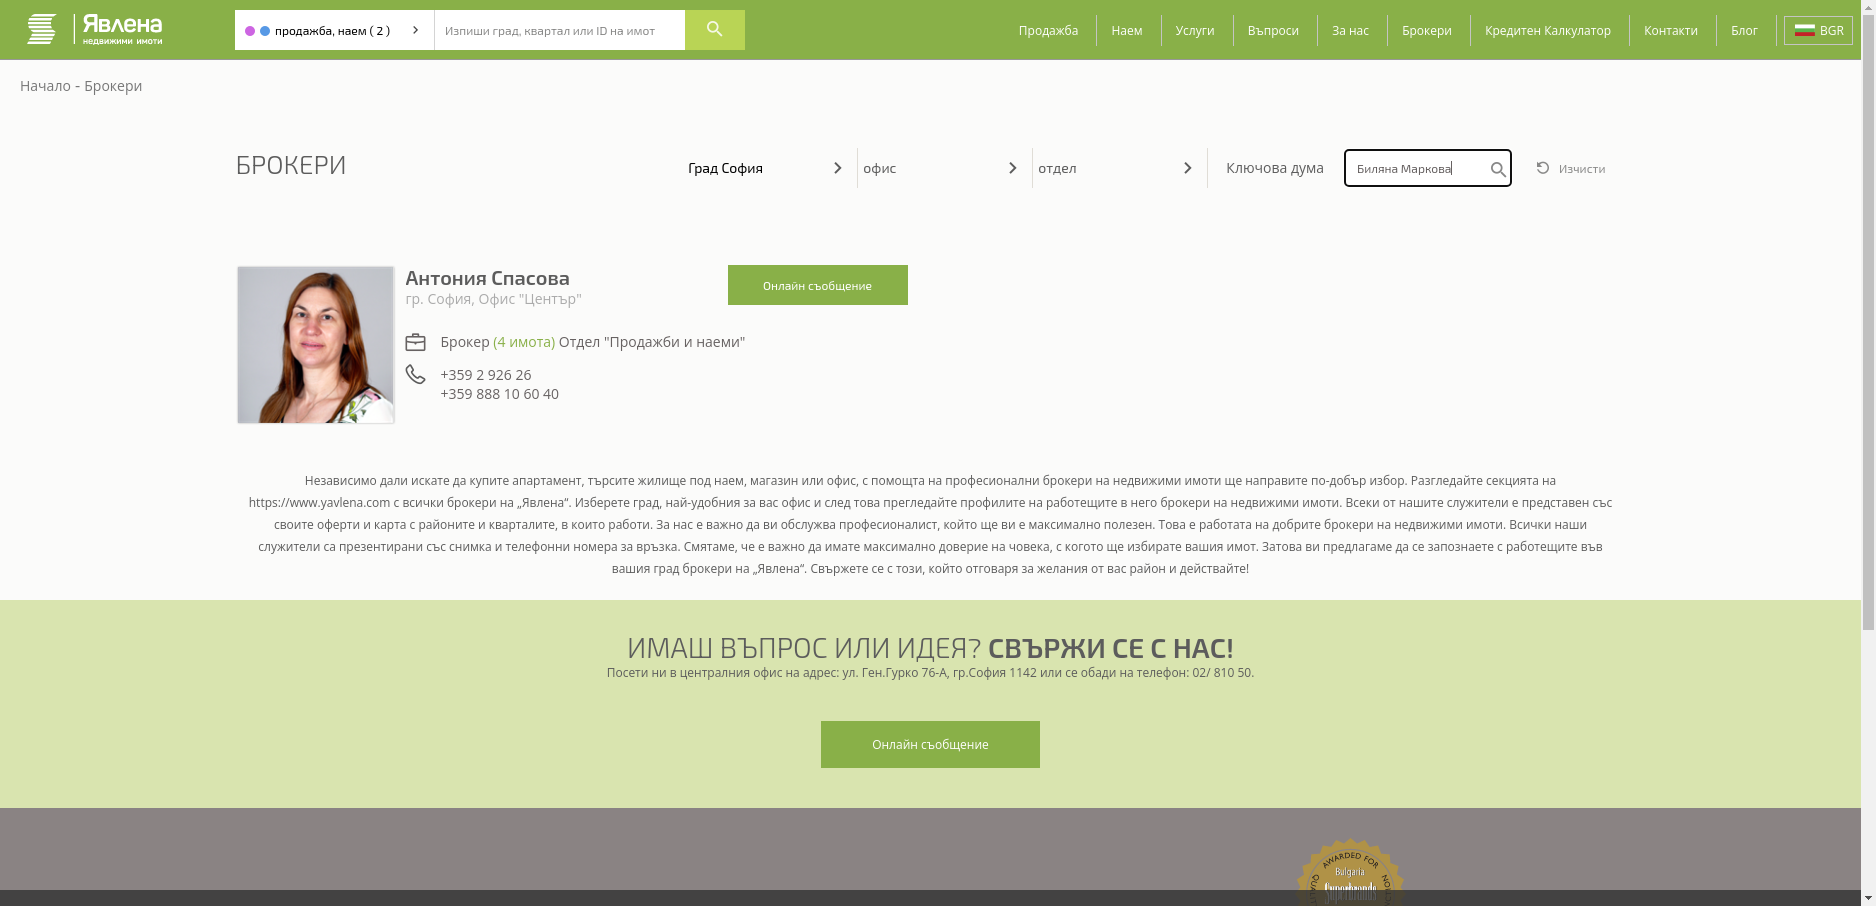 Явлена
недвижими имоти
продажба, наем ( 2 )
Изпиши град, квартал или ID на имот
Продажба
Наем
Услуги
Въпроси
За нас
Брокери
Кредитен Калкулатор
Контакти
Блог
BGR
Начало - Брокери
БРОКЕРИ
Град София
офис
отдел
Ключова дума
Биляна Маркова
Изчисти
Антония Спасова
гр. София, Офис "Център"
Онлайн съобщение
Брокер (4 имота) Отдел "Продажби и наеми"
+359 2 926 26
+359 888 10 60 40
Независимо дали искате да купите апартамент, търсите жилище под наем, магазин или офис, с помощта на професионални брокери на недвижими имоти ще направите по-добър избор. Разгледайте секцията на
https://www.yavlena.com с всички брокери на „Явлена“. Изберете град, най-удобния за вас офис и след това прегледайте профилите на работещите в него брокери на недвижими имоти. Всеки от нашите служители е представен със
своите оферти и карта с районите и кварталите, в които работи. За нас е важно да ви обслужва професионалист, който ще ви е максимално полезен. Това е работата на добрите брокери на недвижими имоти. Всички наши
служители са презентирани със снимка и телефонни номера за връзка. Смятаме, че е важно да имате максимално доверие на човека, с когото ще избирате вашия имот. Затова ви предлагаме да се запознаете с работещите във
вашия град брокери на „Явлена“. Свържете се с този, който отговаря за желания от вас район и действайте!
ИМАШ ВЪПРОС ИЛИ ИДЕЯ? СВЪРЖИ СЕ С НАС!
Посети ни в централния офис на адрес: ул. Ген.Гурко 76-А, гр.София 1142 или се обади на телефон: 02/ 810 50.
Онлайн съобщение
AWARDED FOR
Bulgaria
Superbrands